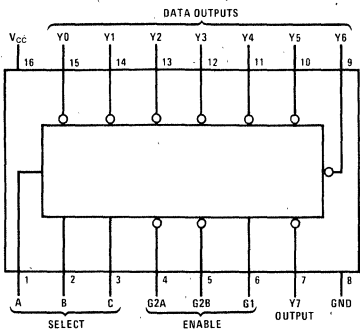 DATA OUTPUTS
VCC Y0 Y1 Y2 Y3 Y4 Y5 Y6
16 15 14 13 12 11 10 9
1 2 3 4 5 6 7 8
A B C G2A G2B G1 Y7 GND
SELECT ENABLE OUTPUT